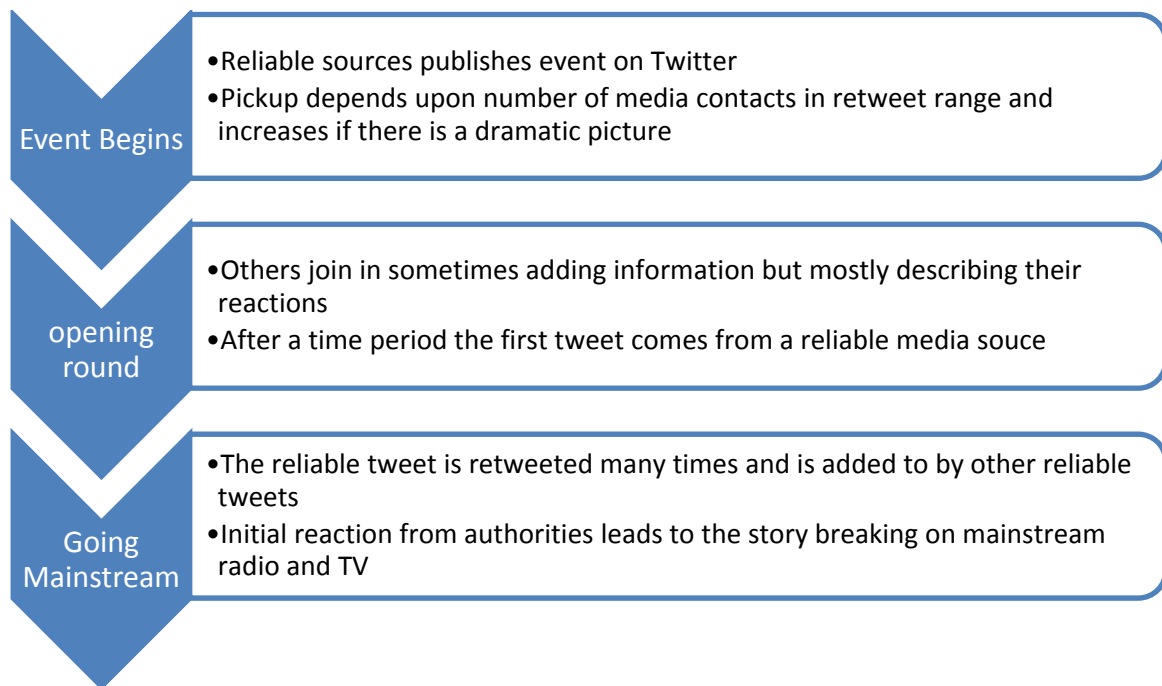 Event Begins
•Reliable sources publishes event on Twitter
•Pickup depends upon number of media contacts in retweet range and
increases if there is a dramatic picture
opening
round
•Others join in sometimes adding information but mostly describing their
reactions
•After a time period the first tweet comes from a reliable media souce
Going
Mainstream
•The reliable tweet is retweeted many times and is added to by other reliable
tweets
•Initial reaction from authorities leads to the story breaking on mainstream
radio and TV